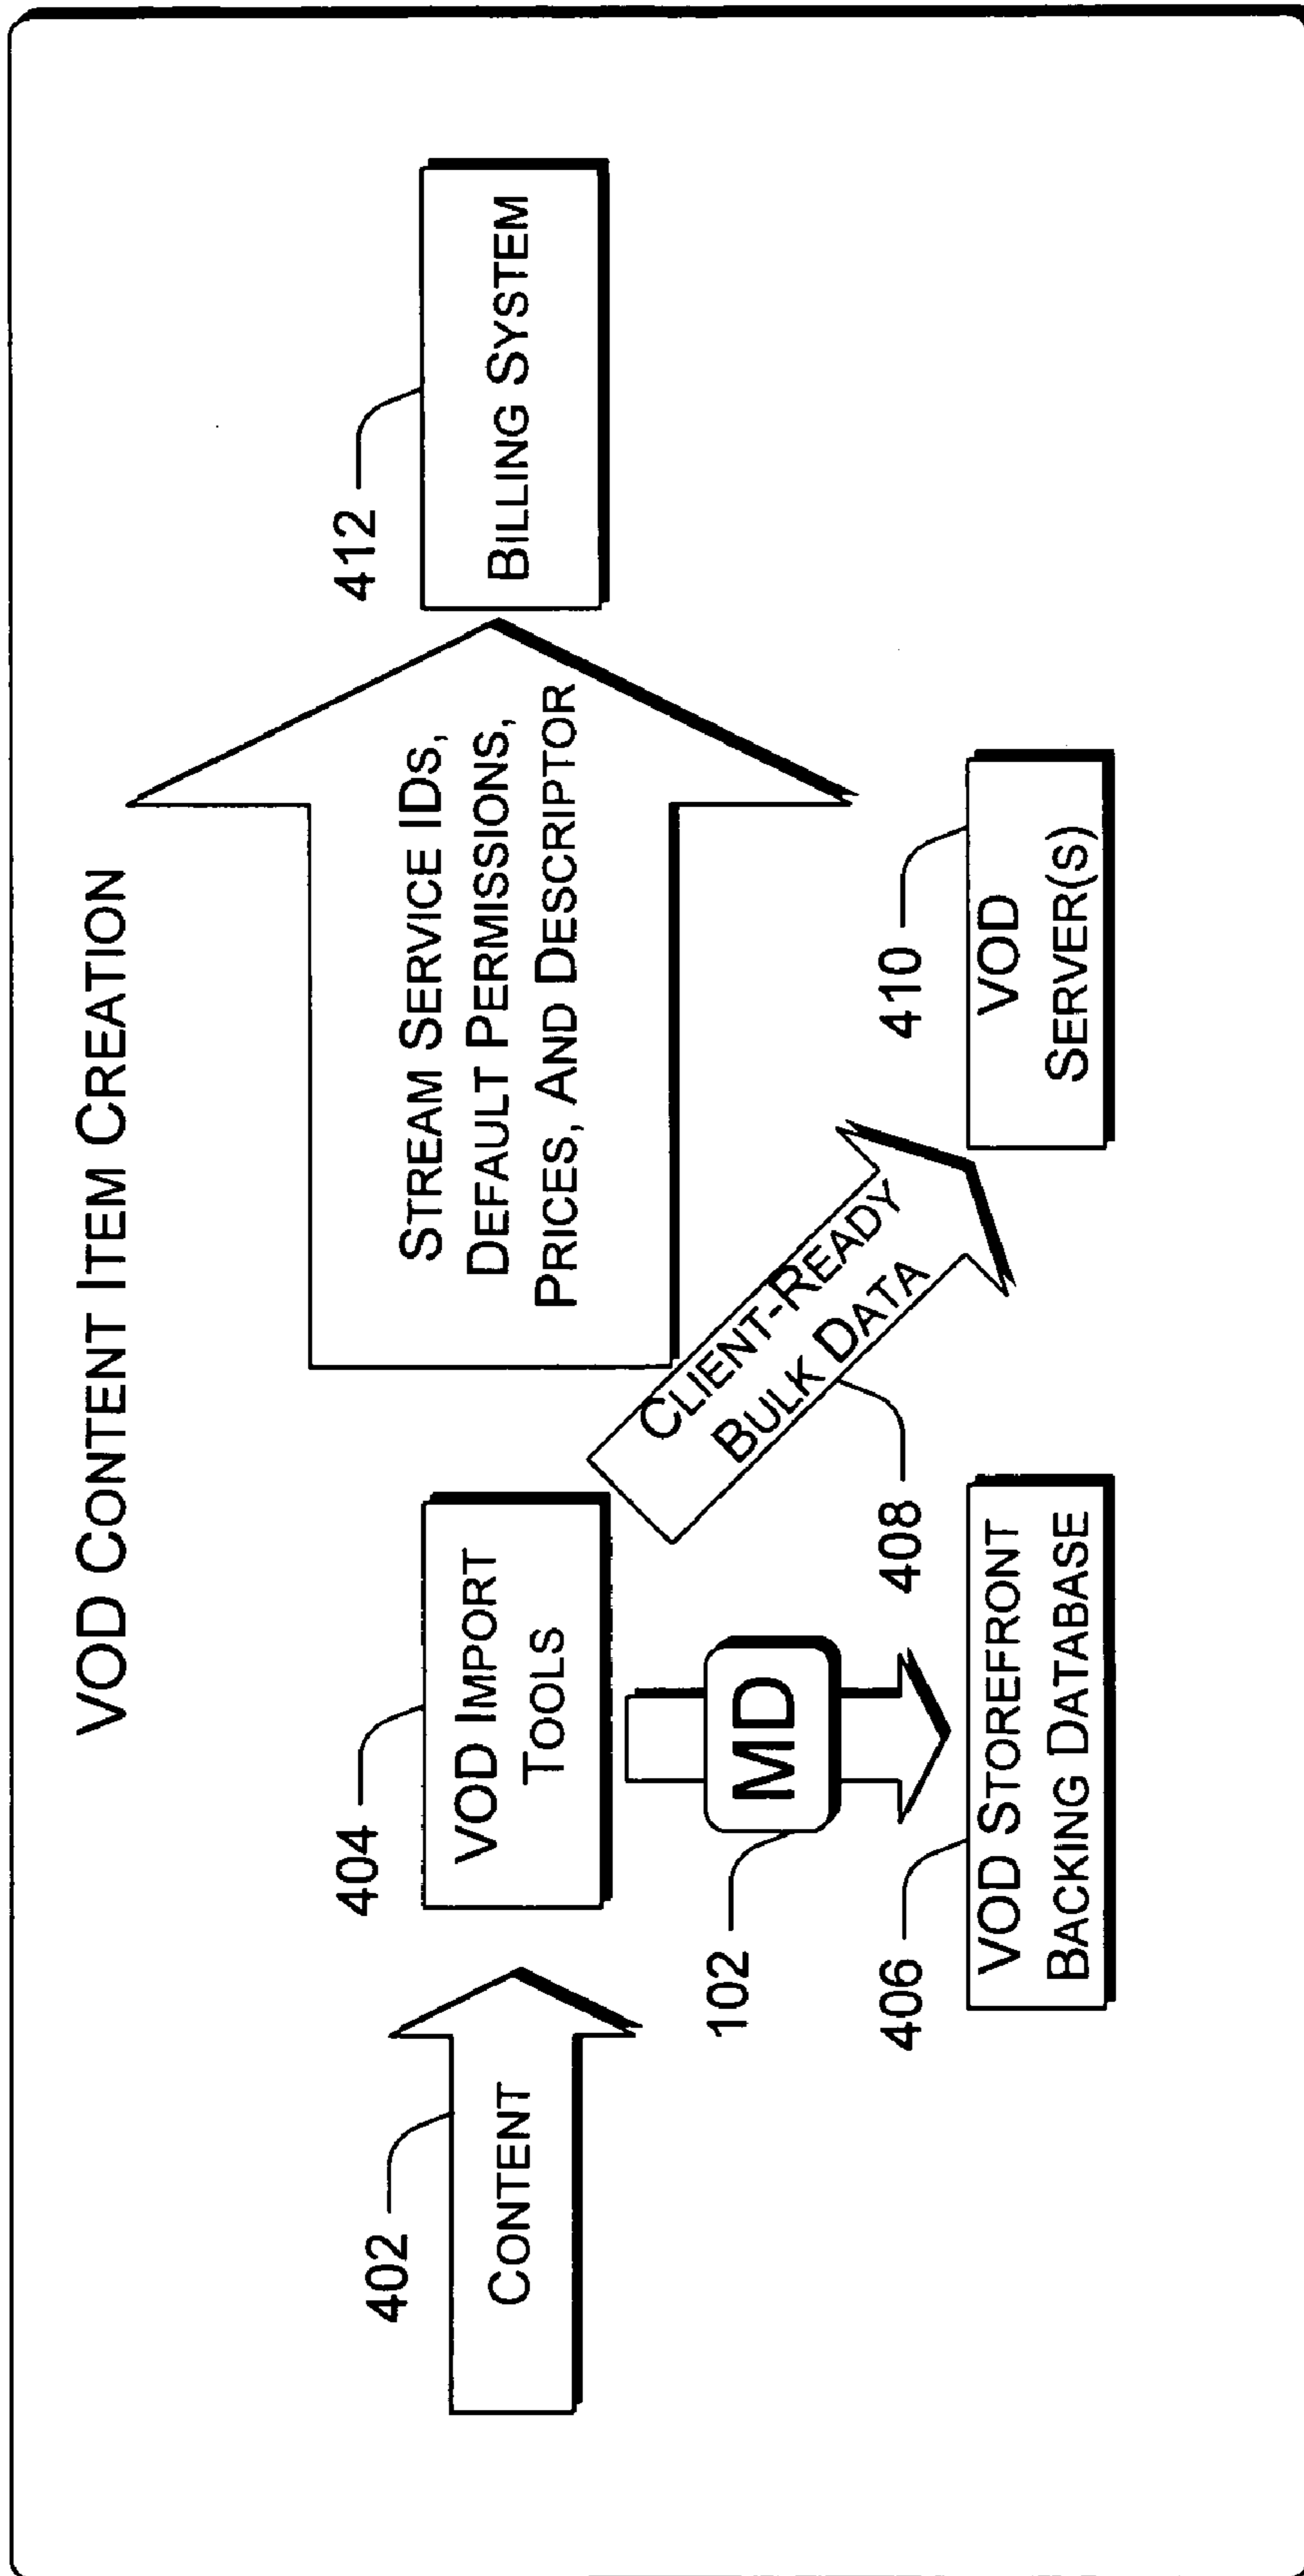 VOD CONTENT ITEM CREATION
402
CONTENT
404
VOD IMPORT
TOOLS
STREAM SERVICE IDS,
DEFAULT PERMISSIONS,
PRICES, AND DESCRIPTOR
412
BILLING SYSTEM
102
MD
CLIENT-READY
BULK DATA
408
406
VOD STOREFRONT
BACKING DATABASE
410
VOD
SERVER(S)